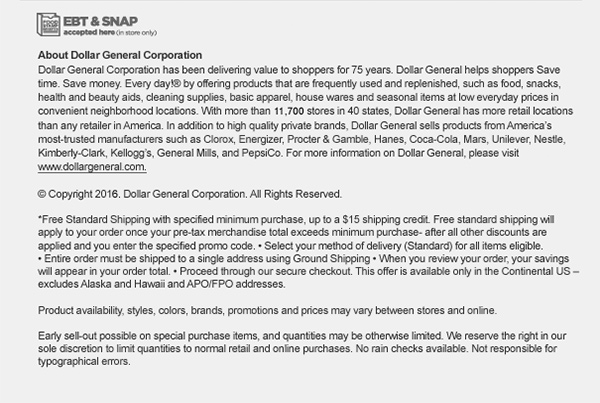 EBT & SNAP
accepted here (in store only)
About Dollar General Corporation
Dollar General Corporation has been delivering value to shoppers for 75 years. Dollar General helps shoppers Save
time. Save money. Every day!® by offering products that are frequently used and replenished, such as food, snacks,
health and beauty aids, cleaning supplies, basic apparel, house wares and seasonal items at low everyday prices in
convenient neighborhood locations. With more than 11,700 stores in 40 states, Dollar General has more retail locations
than any retailer in America. In addition to high quality private brands, Dollar General sells products from America's
most-trusted manufacturers such as Clorox, Energizer, Procter & Gamble, Hanes, Coca-Cola, Mars, Unilever, Nestle,
Kimberly-Clark, Kellogg's, General Mills, and PepsiCo. For more information on Dollar General, please visit
www.dollargeneral.com.
© Copyright 2016. Dollar General Corporation. All Rights Reserved.
*Free Standard Shipping with specified minimum purchase, up to a $15 shipping credit. Free standard shipping will
apply to your order once your pre-tax merchandise total exceeds minimum purchase- after all other discounts are
applied and you enter the specified promo code. • Select your method of delivery (Standard) for all items eligible.
• Entire order must be shipped to a single address using Ground Shipping • When you review your order, your savings
will appear in your order total. • Proceed through our secure checkout. This offer is available only in the Continental US –
excludes Alaska and Hawaii and APO/FPO addresses.
Product availability, styles, colors, brands, promotions and prices may vary between stores and online.
Early sell-out possible on special purchase items, and quantities may be otherwise limited. We reserve the right in our
sole discretion to limit quantities to normal retail and online purchases. No rain checks available. Not responsible for
typographical errors.